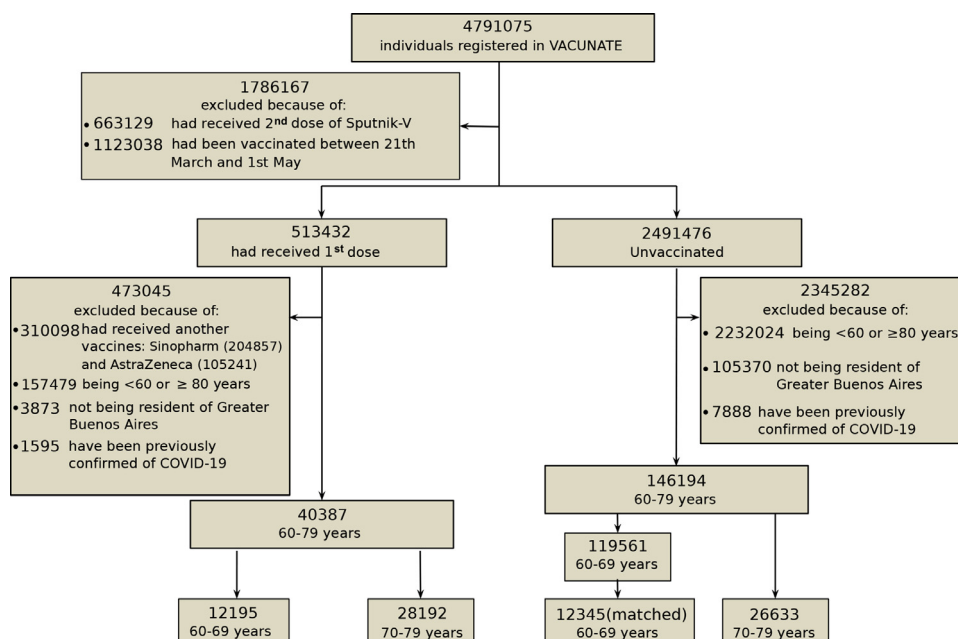 4791075
individuals registered in VACUNATE
1786167
excluded because of:
• 663129 had received 2nd dose of Sputnik-V
• 1123038 had been vaccinated between 21th
March and 1st May
513432
had received 1st dose
2491476
Unvaccinated
473045
excluded because of:
• 310098 had received another
vaccines: Sinopharm (204857)
and AstraZeneca (105241)
• 157479 being <60 or ≥ 80 years
• 3873 not being resident of Greater
Buenos Aires
• 1595 have been previously
confirmed of COVID-19
2345282
excluded because of:
• 2232024 being <60 or ≥80 years
• 105370 not being resident of
Greater Buenos Aires
• 7888 have been previously
confirmed of COVID-19
40387
60-79 years
146194
60-79 years
119561
60-69 years
12195
60-69 years
28192
70-79 years
12345(matched)
60-69 years
26633
70-79 years